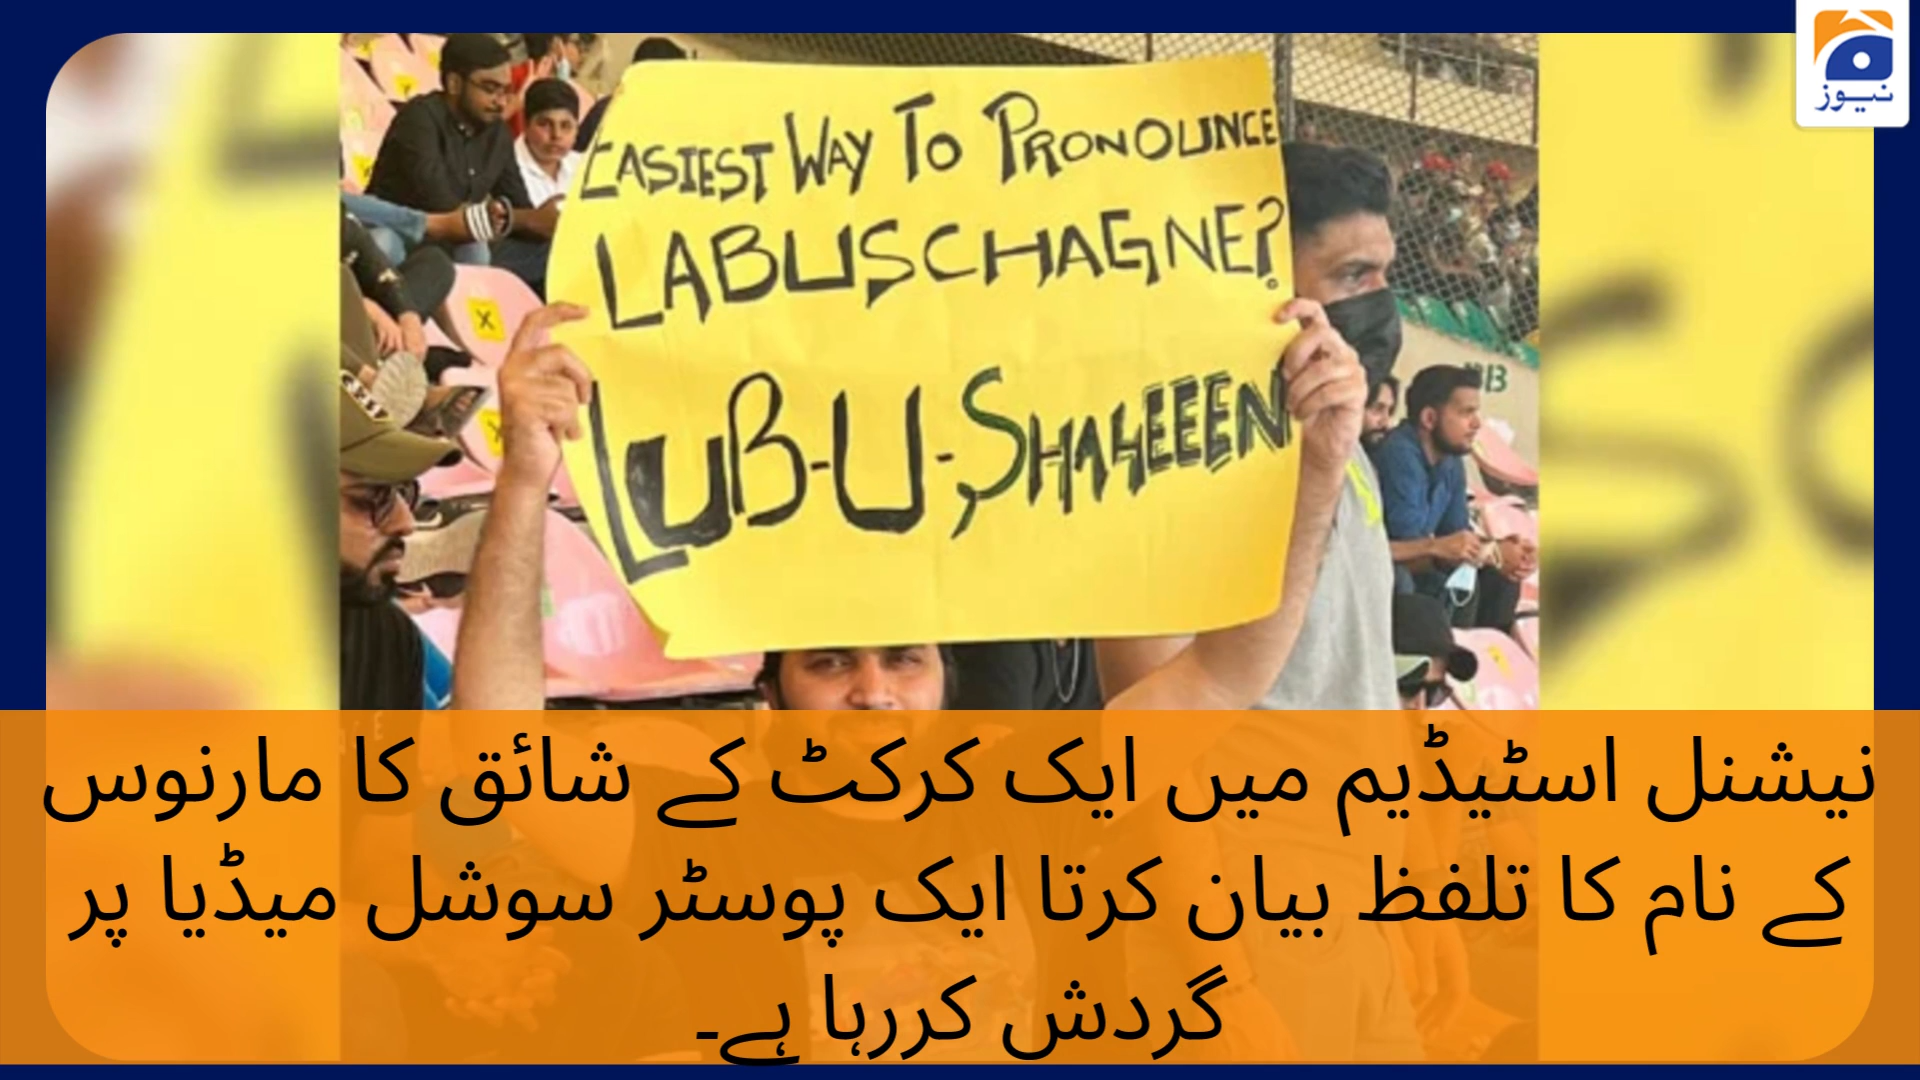 نیوز
EASIEST WAY TO PRONOUNCE
LABUSCHAGNE?
LUB-U-,SHAHEEEN
نیشنل اسٹیڈیم میں ایک کرکٹ کے شائق کا مارنوس
کے نام کا تلفظ بیان کرتا ایک پوسٹر سوشل میڈیا پر
گردش کررہا ہے۔